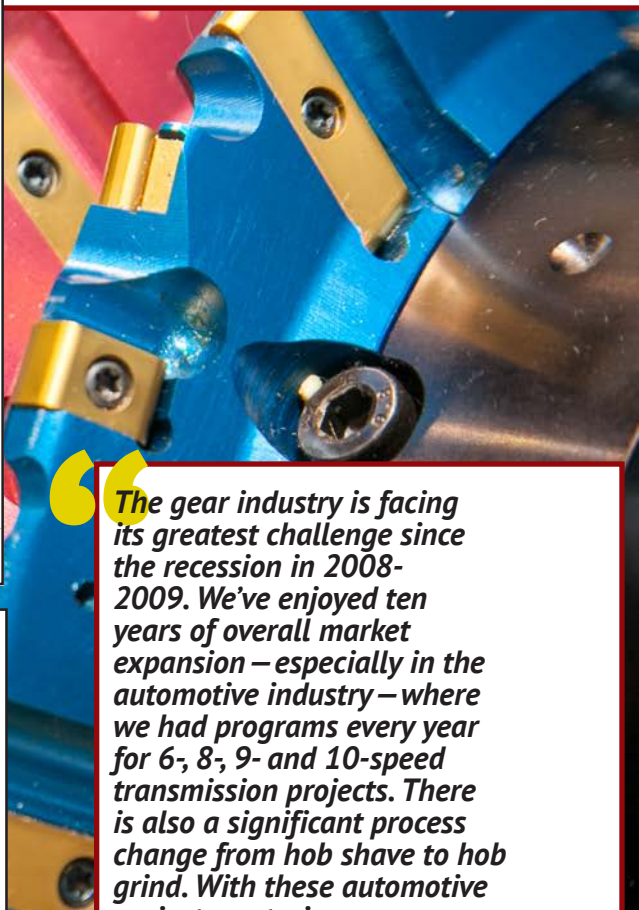 “
The gear industry is facing
its greatest challenge since
the recession in 2008-
2009. We’ve enjoyed ten
years of overall market
expansion — especially in the
automotive industry — where
we had programs every year
for 6-, 8-, 9- and 10-speed
transmission projects. There
is also a significant process
change from hob shave to hob
grind. With these automotive